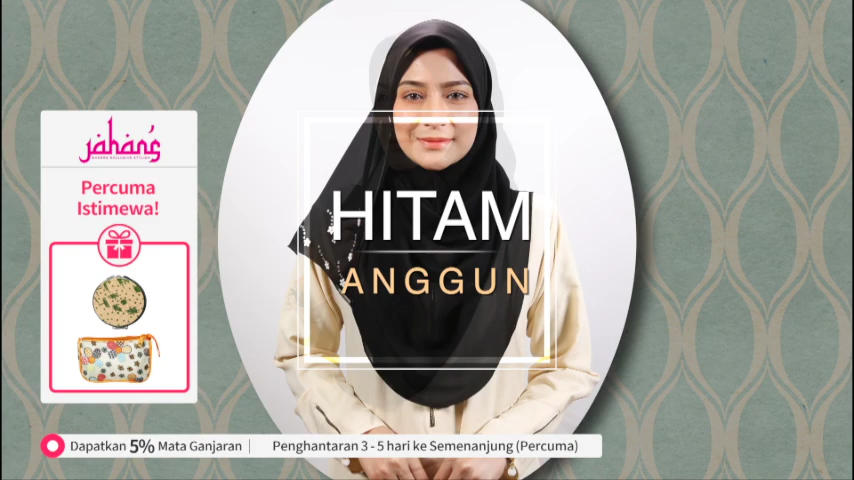 jahan's
Percuma
Istimewa!
HITAM
ANGGUN
Dapatkan 5% Mata Ganjaran
Penghantaran 3 - 5 hari ke Semenanjung (Percuma)